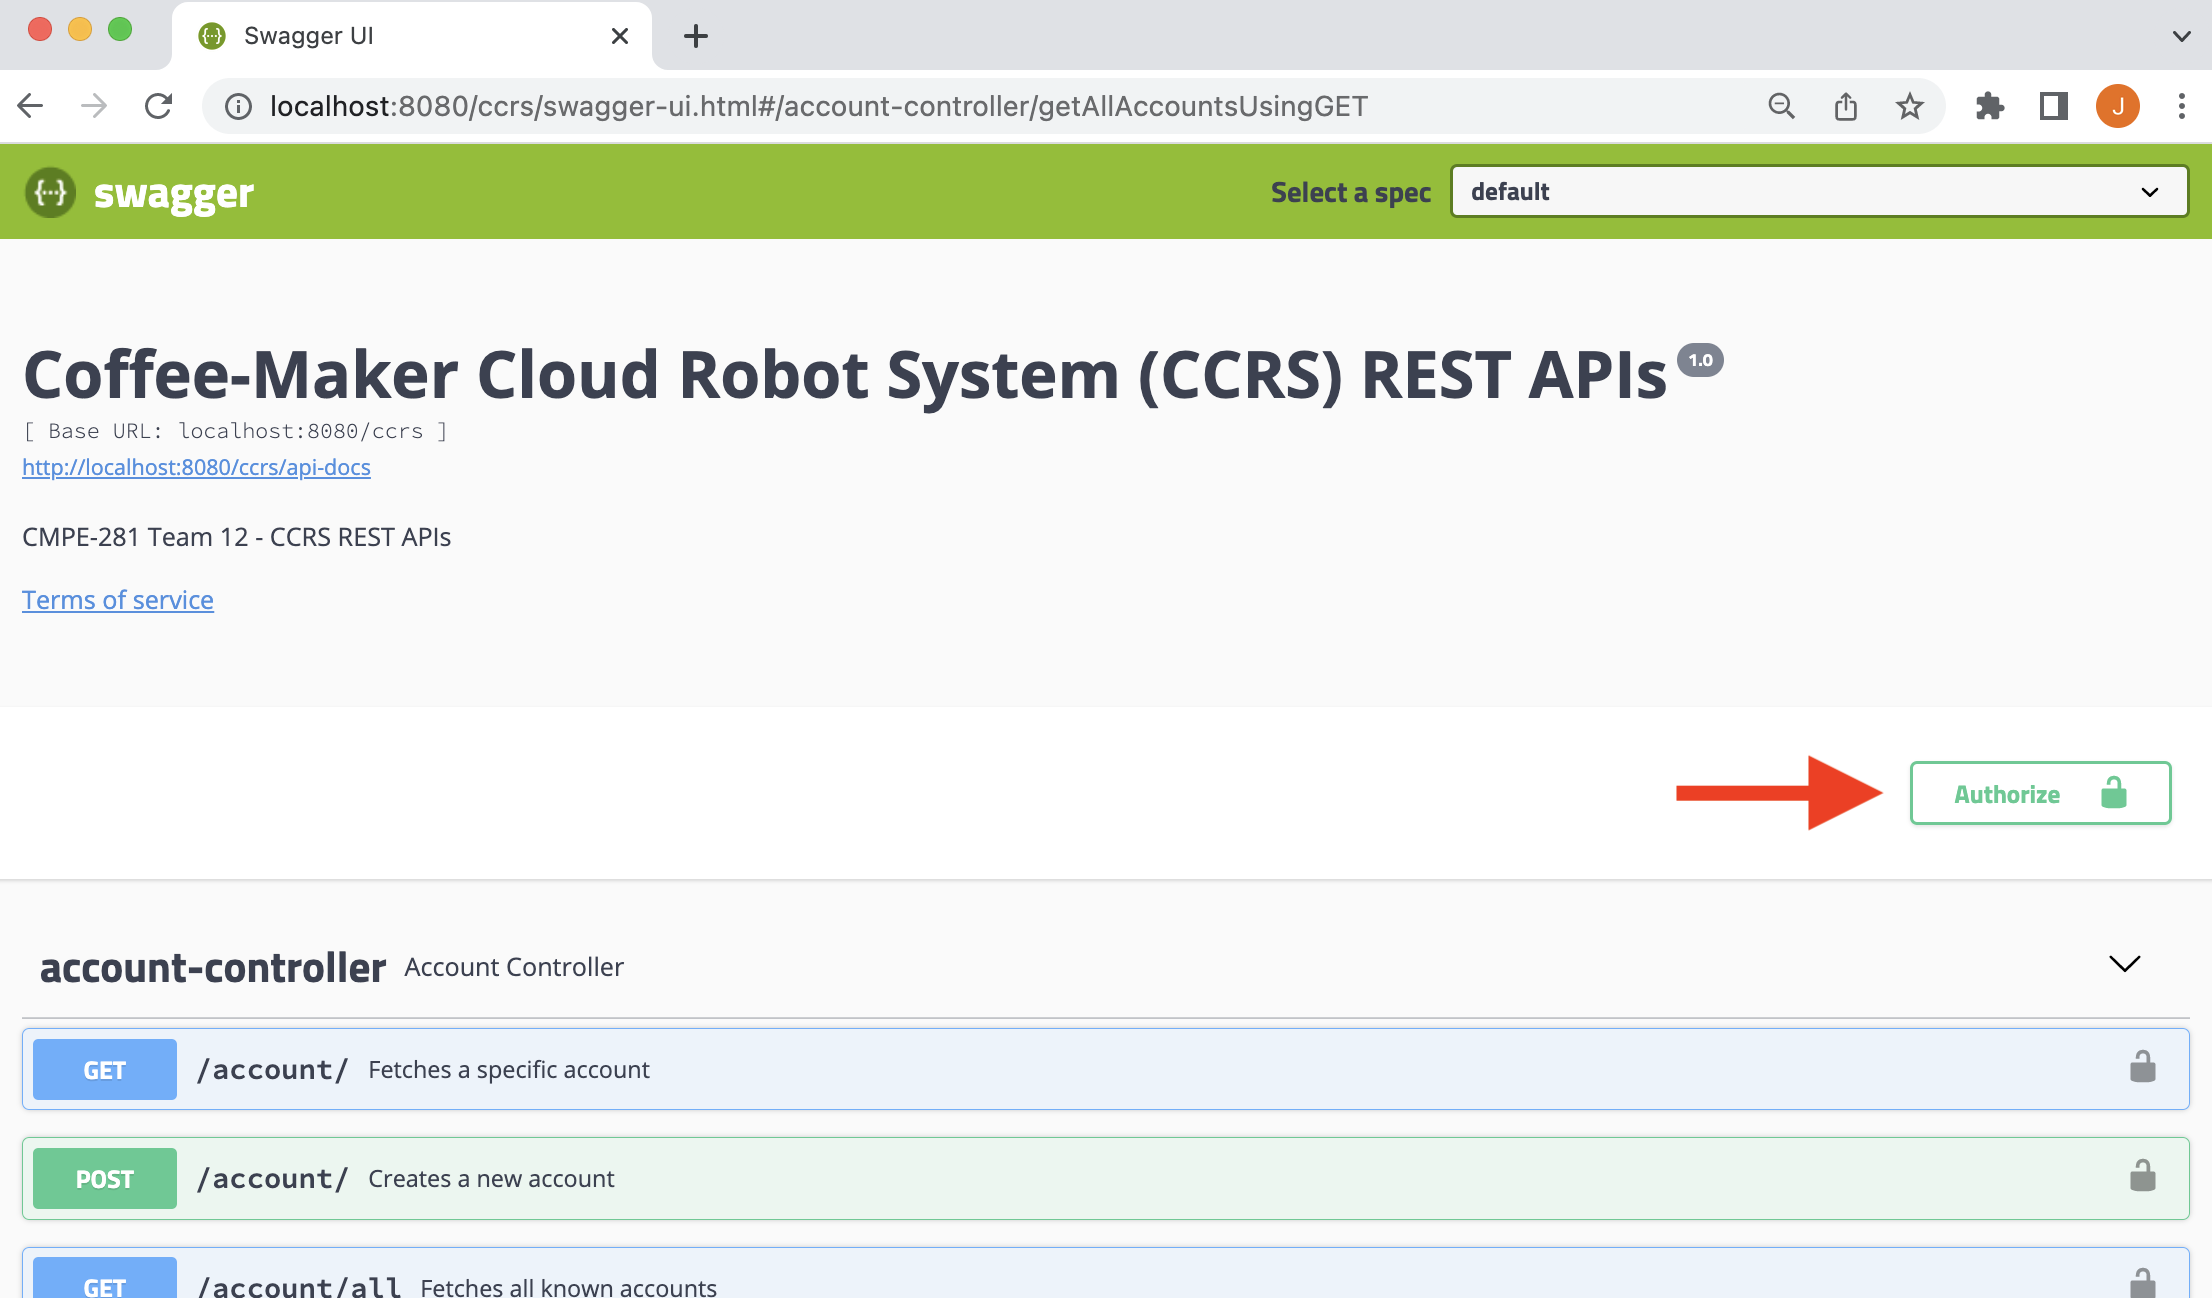 Swagger UI
localhost:8080/ccrs/swagger-ui.html#/account-controller/getAllAccountsUsingGET
J
{...} swagger
Select a spec
default
Coffee-Maker Cloud Robot System (CCRS) REST APIs 1.0
[ Base URL: localhost:8080/ccrs ]
http://localhost:8080/ccrs/api-docs
CMPE-281 Team 12 - CCRS REST APIs
Terms of service
Authorize
account-controller Account Controller
GET /account/ Fetches a specific account
POST /account/ Creates a new account
GET /account/all Fetches all known accounts